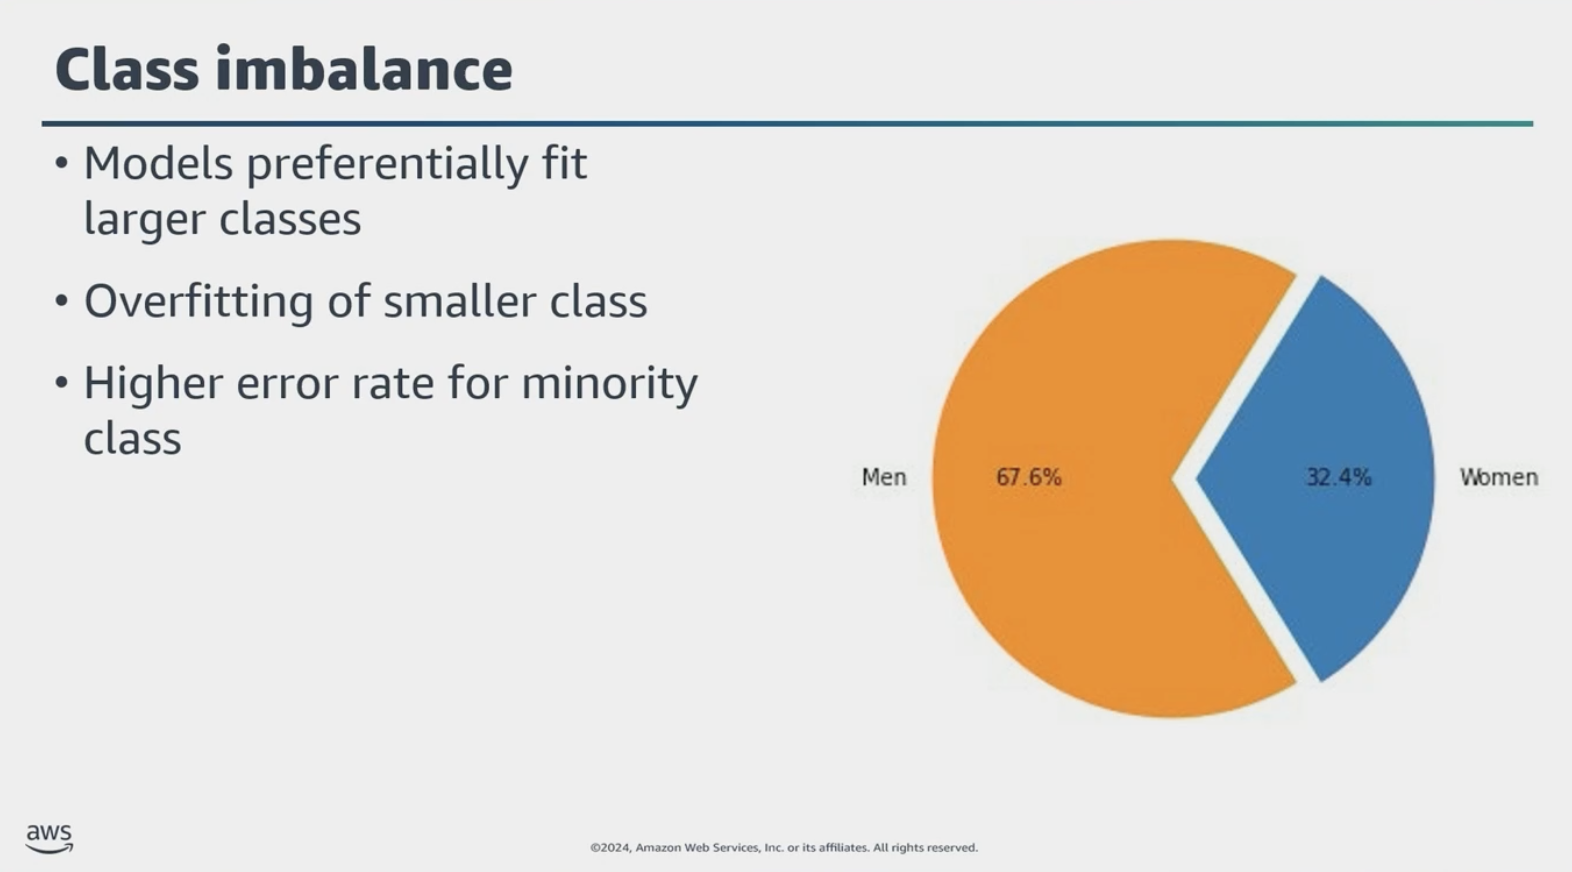 Class imbalance
• Models preferentially fit
larger classes
• Overfitting of smaller class
• Higher error rate for minority
class
Men
67.6%
32.4%
Women
aws
©2024, Amazon Web Services, Inc. or its affiliates. All rights reserved.